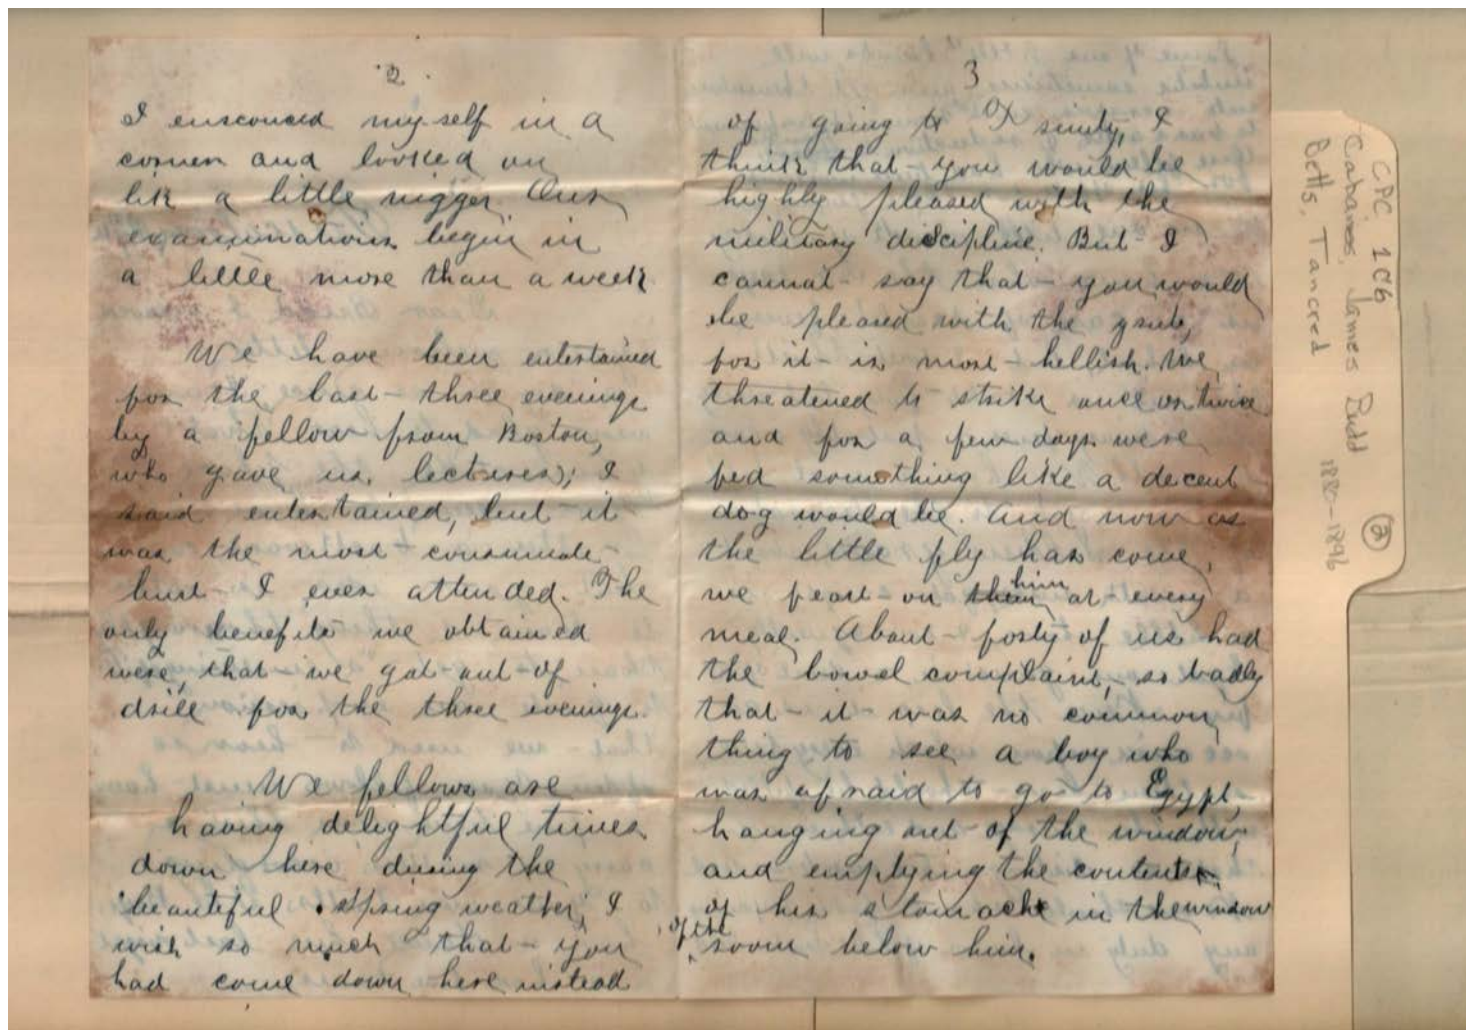 2
I ensconced myself in a
corner and looked on
lik a little nigger. Our
examinations begin in
a little more than a week
We have been entertained
for the last three evenings
by a fellow from Boston,
who gave us lectures; I
said entertained, but it
was the most consumate
bust I ever attended. The
only benefits we obtained
were that we got out of
drill for the three evenings.
We fellows are
having delightful times
down here during the
beautiful spring weather; I
wish so much that you
had come down here instead
3
of going to Trinity, I
think that you would be
highly pleased with the
military discipline. But I
cannot say that you would
be pleased with the grub,
for it is most hellish. We
threatened to strike once or twice
and for a few days were
fed something like a decent
dog would be. And now as
the little fly has come,
we feast on them him at every
meal. About forty of us had
the bowel complaint, so badly
that it was no common
thing to see a boy who
was afraid to go to Egypt,
hanging out of the window,
and emptying the contents
of his stomache in the window
of the
room below him.
CPC 106
Cabaniss, James Budd
Betts, Tancred
1880-1896
2